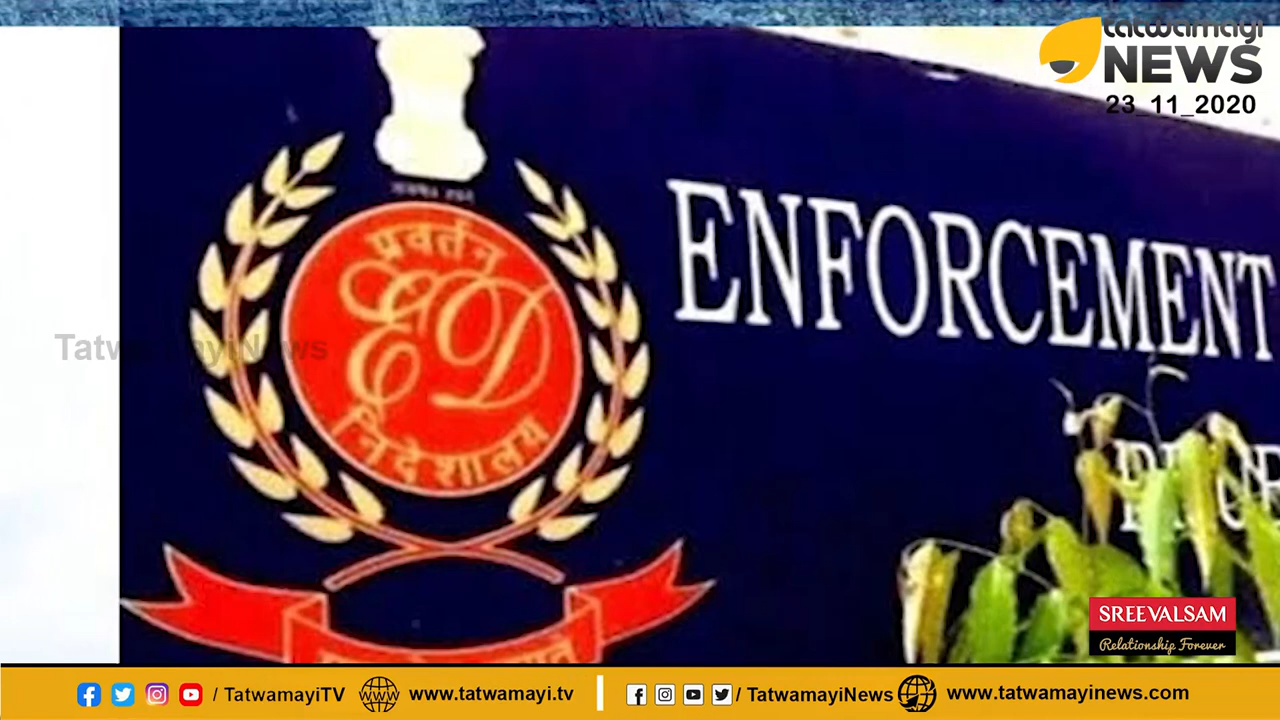 tatwamayi
NEWS
23_11_2020
प्रवर्तन
ED
निदेशालय
ENFORCEMENT
TatwaMayiNews
SREEVALSAM
Relationship Forever
/ TatwamayiTV www.tatwamayi.tv / TatwamayiNews www.tatwamayinews.com